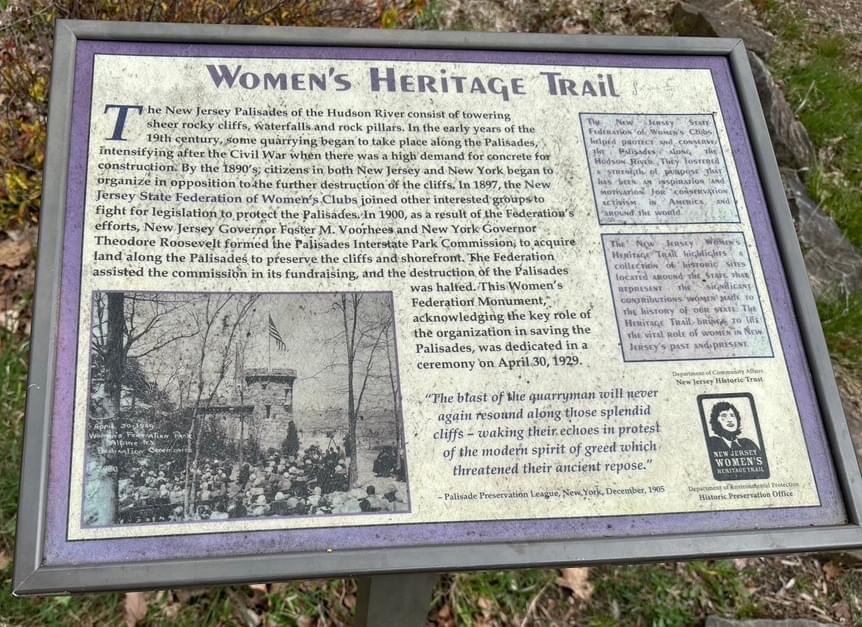 WOMEN'S HERITAGE TRAIL
The New Jersey Palisades of the Hudson River consist of towering
sheer rocky cliffs, waterfalls and rock pillars. In the early years of the
19th century, some quarrying began to take place along the Palisades,
intensifying after the Civil War when there was a high demand for concrete for
construction. By the 1890's, citizens in both New Jersey and New York began to
organize in opposition to the further destruction of the cliffs. In 1897, the New
Jersey State Federation of Women's Clubs joined other interested groups to
fight for legislation to protect the Palisades. In 1900, as a result of the Federation's
efforts, New Jersey Governor Foster M. Voorhees and New York Governor
Theodore Roosevelt formed the Palisades Interstate Park Commission, to acquire
land along the Palisades to preserve the cliffs and shorefront. The Federation
assisted the commission in its fundraising, and the destruction of the Palisades
was halted. This Women's
Federation Monument,
acknowledging the key role of
the organization in saving the
Palisades, was dedicated in a
ceremony on April 30, 1929.
April 30-1929
Women's Federation Park
Alpine N.J.
Dedication Ceremonies
"The blast of the quarryman will never
again resound along those splendid
cliffs – waking their echoes in protest
of the modern spirit of greed which
threatened their ancient repose."
– Palisade Preservation League, New York, December, 1905
THE NEW JERSEY STATE
FEDERATION OF WOMEN'S CLUBS
HELPED PROTECT AND CONSERVE
THE PALISADES ALONG THE
HUDSON RIVER. THEY FOSTERED
A STRENGTH OF PURPOSE THAT
HAS BEEN AN INSPIRATION AND
MOTIVATION FOR CONSERVATION
ACTIVISM IN AMERICA AND
AROUND THE WORLD.
THE NEW JERSEY WOMEN'S
HERITAGE TRAIL HIGHLIGHTS A
COLLECTION OF HISTORIC SITES
LOCATED AROUND THE STATE THAT
REPRESENT THE SIGNIFICANT
CONTRIBUTIONS WOMEN MADE TO
THE HISTORY OF OUR STATE. THE
HERITAGE TRAIL BRINGS TO LIFE
THE VITAL ROLE OF WOMEN IN NEW
JERSEY'S PAST AND PRESENT.
Department of Community Affairs
New Jersey Historic Trust
NEW JERSEY
WOMEN'S
HERITAGE TRAIL
Department of Environmental Protection
Historic Preservation Office